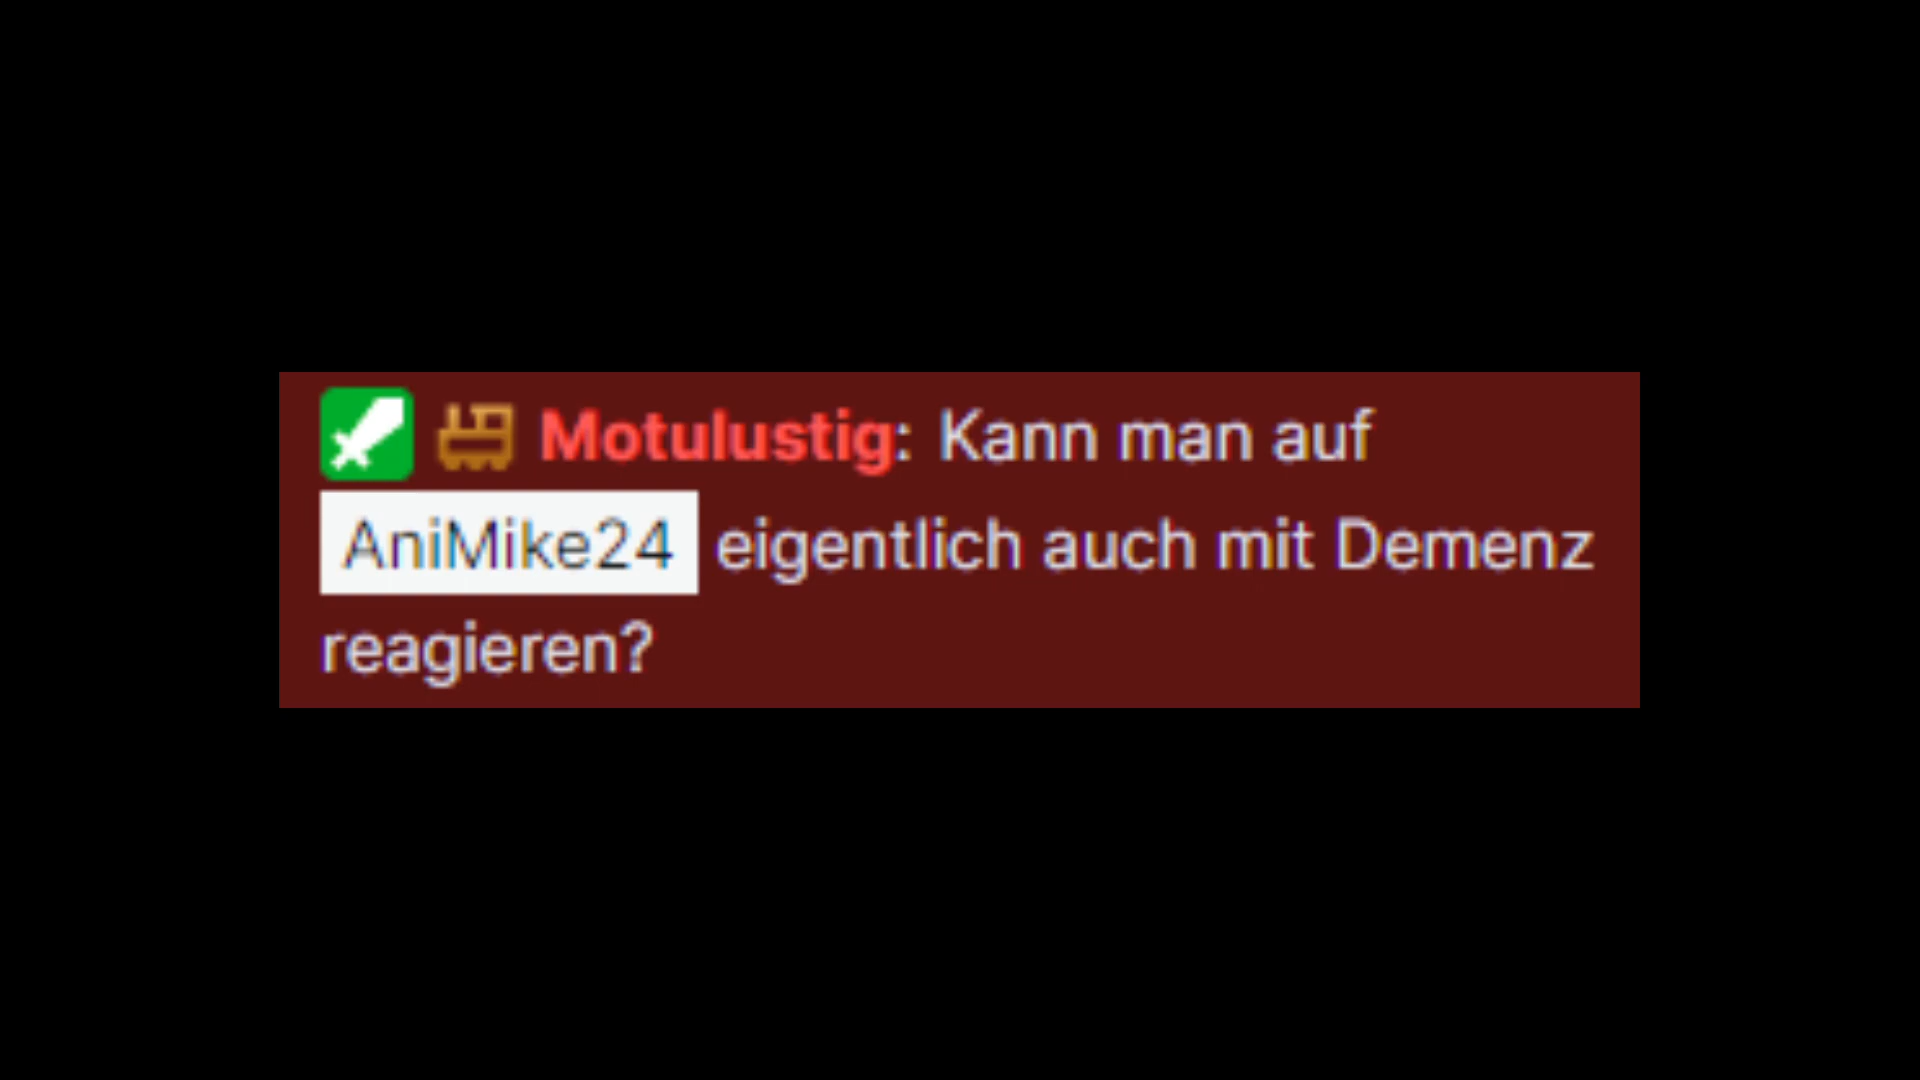 Motulustig: Kann man auf
AniMike24 eigentlich auch mit Demenz
reagieren?